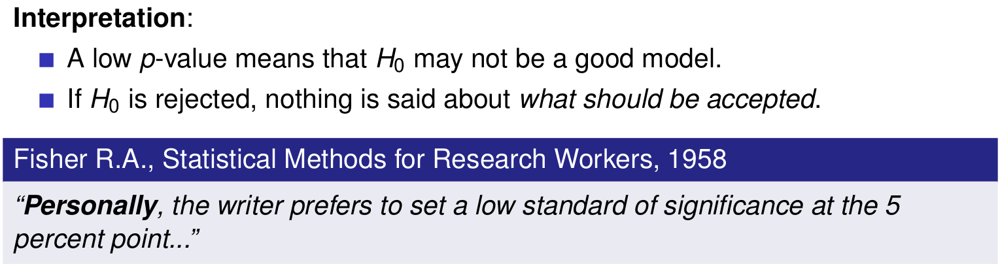 Interpretation:
■ A low p-value means that H₀ may not be a good model.
■ If H₀ is rejected, nothing is said about what should be accepted.
Fisher R.A., Statistical Methods for Research Workers, 1958
“Personally, the writer prefers to set a low standard of significance at the 5
percent point...”